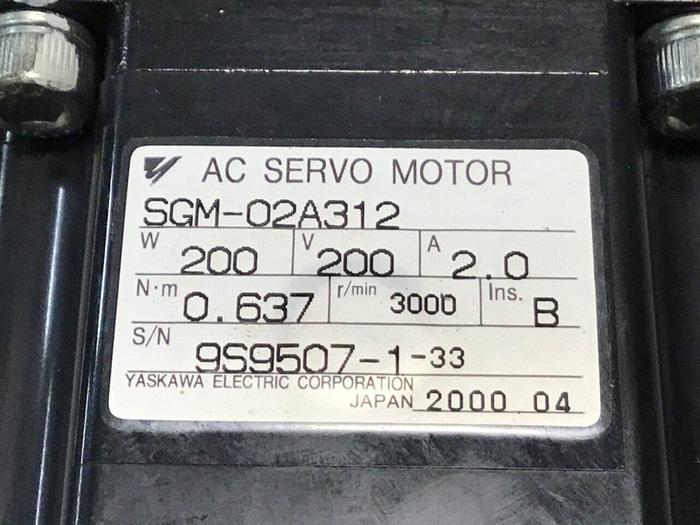 AC SERVO MOTOR
SGM-02A312
W 200 V 200 A 2.0
N·m 0.637 r/min 3000 Ins. B
S/N 9S9507-1-33
YASKAWA ELECTRIC CORPORATION
JAPAN 2000 04